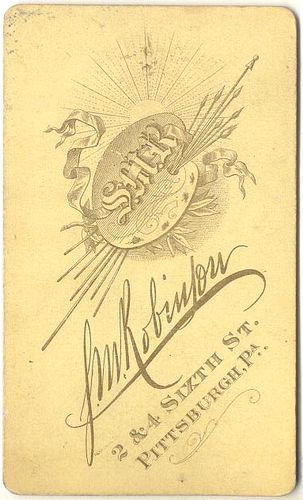 J M Robinson
2 & 4 SIXTH ST.
PITTSBURGH, PA.